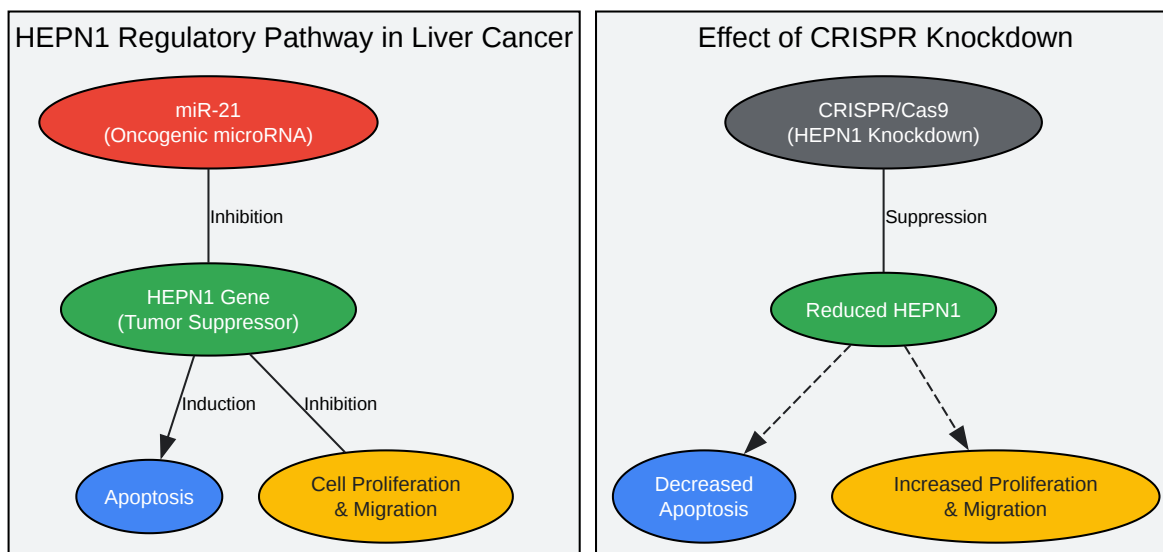 HEPN1 Regulatory Pathway in Liver Cancer
miR-21
(Oncogenic microRNA)
Inhibition
HEPN1 Gene
(Tumor Suppressor)
Induction
Inhibition
Apoptosis
Cell Proliferation
& Migration
Effect of CRISPR Knockdown
CRISPR/Cas9
(HEPN1 Knockdown)
Suppression
Reduced HEPN1
Decreased
Apoptosis
Increased Proliferation
& Migration